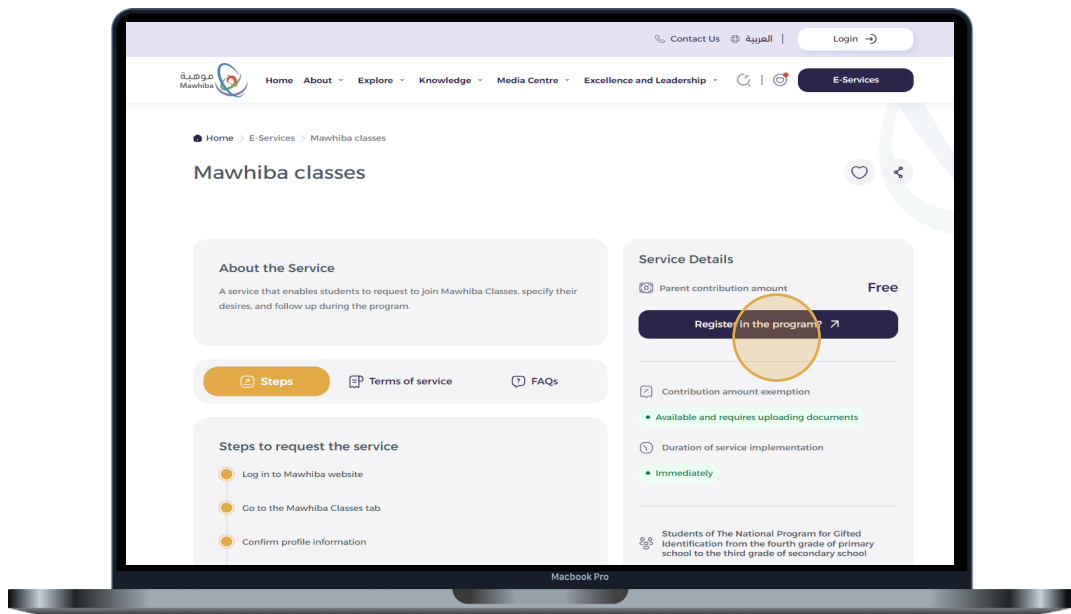 Contact Us
العربية
Login
موهبة
Mawhiba
Home About Explore Knowledge Media Centre Excellence and Leadership
E-Services
Home > E-Services > Mawhiba classes
Mawhiba classes
About the Service
A service that enables students to request to join Mawhiba Classes, specify their
desires, and follow up during the program.
Steps Terms of service FAQs
Steps to request the service
Log in to Mawhiba website
Go to the Mawhiba Classes tab
Confirm profile information
Service Details
Parent contribution amount Free
Register in the program?
Contribution amount exemption
Available and requires uploading documents
Duration of service implementation
Immediately
Students of The National Program for Gifted
Identification from the fourth grade of primary
school to the third grade of secondary school
Macbook Pro